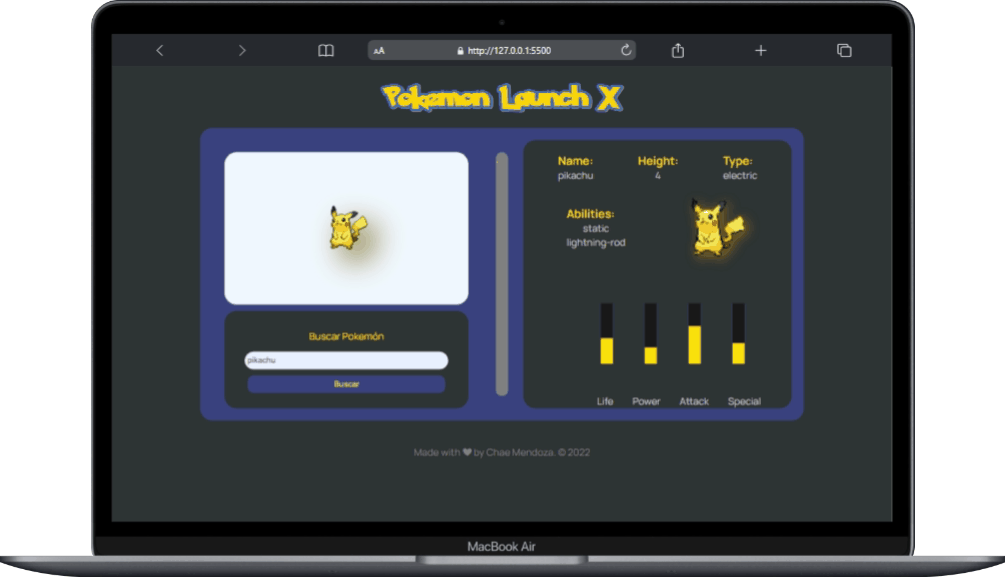 AA http://127.0.0.1:5500
Pokemon Launch X
Name: Height: Type:
pikachu 4 electric
Abilities:
static
lightning-rod
Buscar Pokemón
pikachu
Buscar
Life Power Attack Special
Made with ❤ by Chae Mendoza. © 2022
MacBook Air